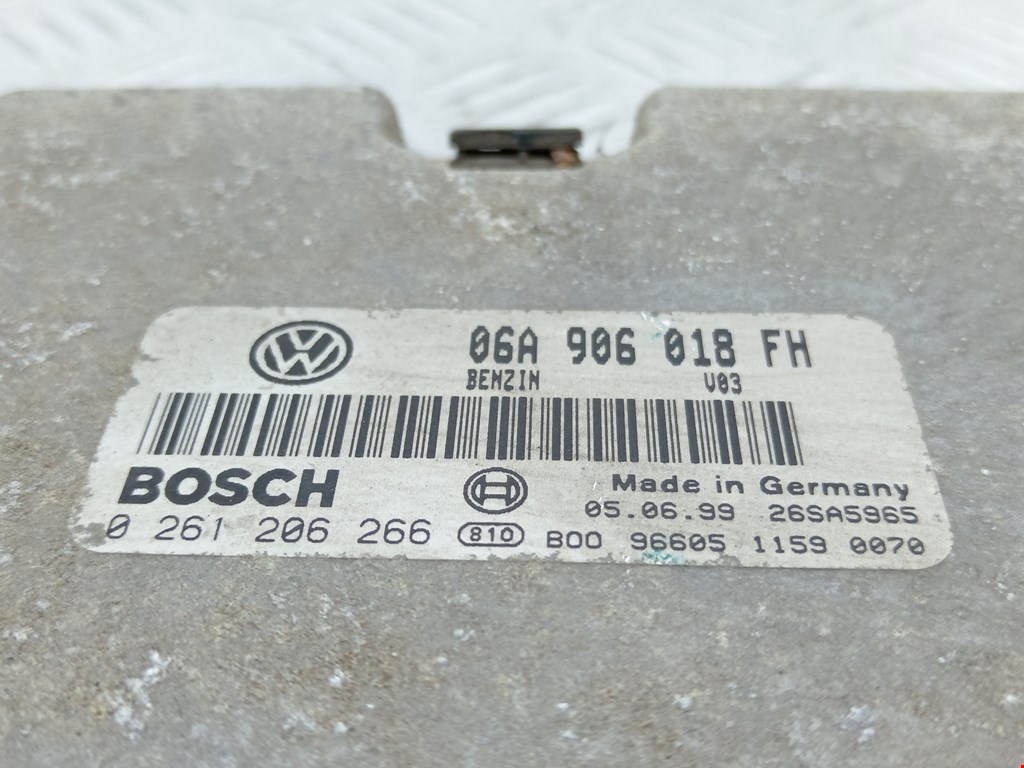 06A 906 018 FH
BENZIN V03
BOSCH
Made in Germany
05.06.99 26SA5965
0 261 206 266 810 B00 96605 1159 0070